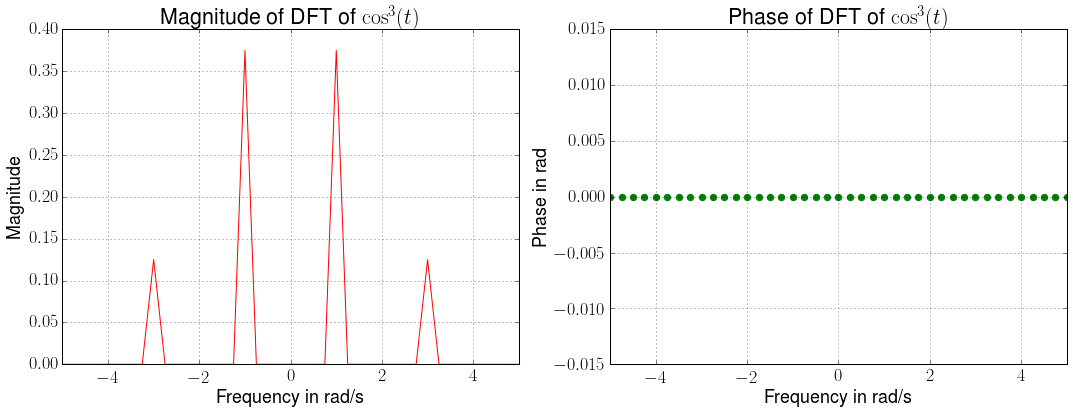 Magnitude of DFT of cos³(t)
0.40
0.35
0.30
0.25
0.20
0.15
0.10
0.05
0.00
Magnitude
−4 −2 0 2 4
Frequency in rad/s
Phase of DFT of cos³(t)
0.015
0.010
0.005
0.000
−0.005
−0.010
−0.015
Phase in rad
−4 −2 0 2 4
Frequency in rad/s